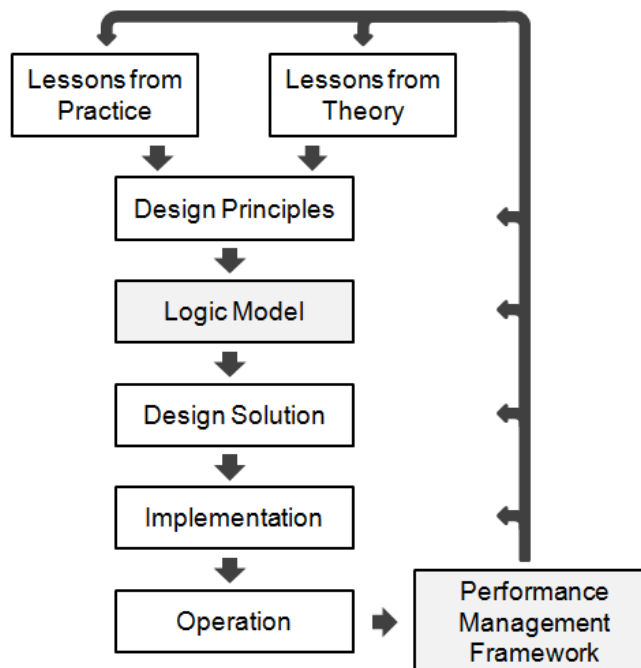 Lessons from
Practice
Lessons from
Theory
Design Principles
Logic Model
Design Solution
Implementation
Operation
Performance
Management
Framework